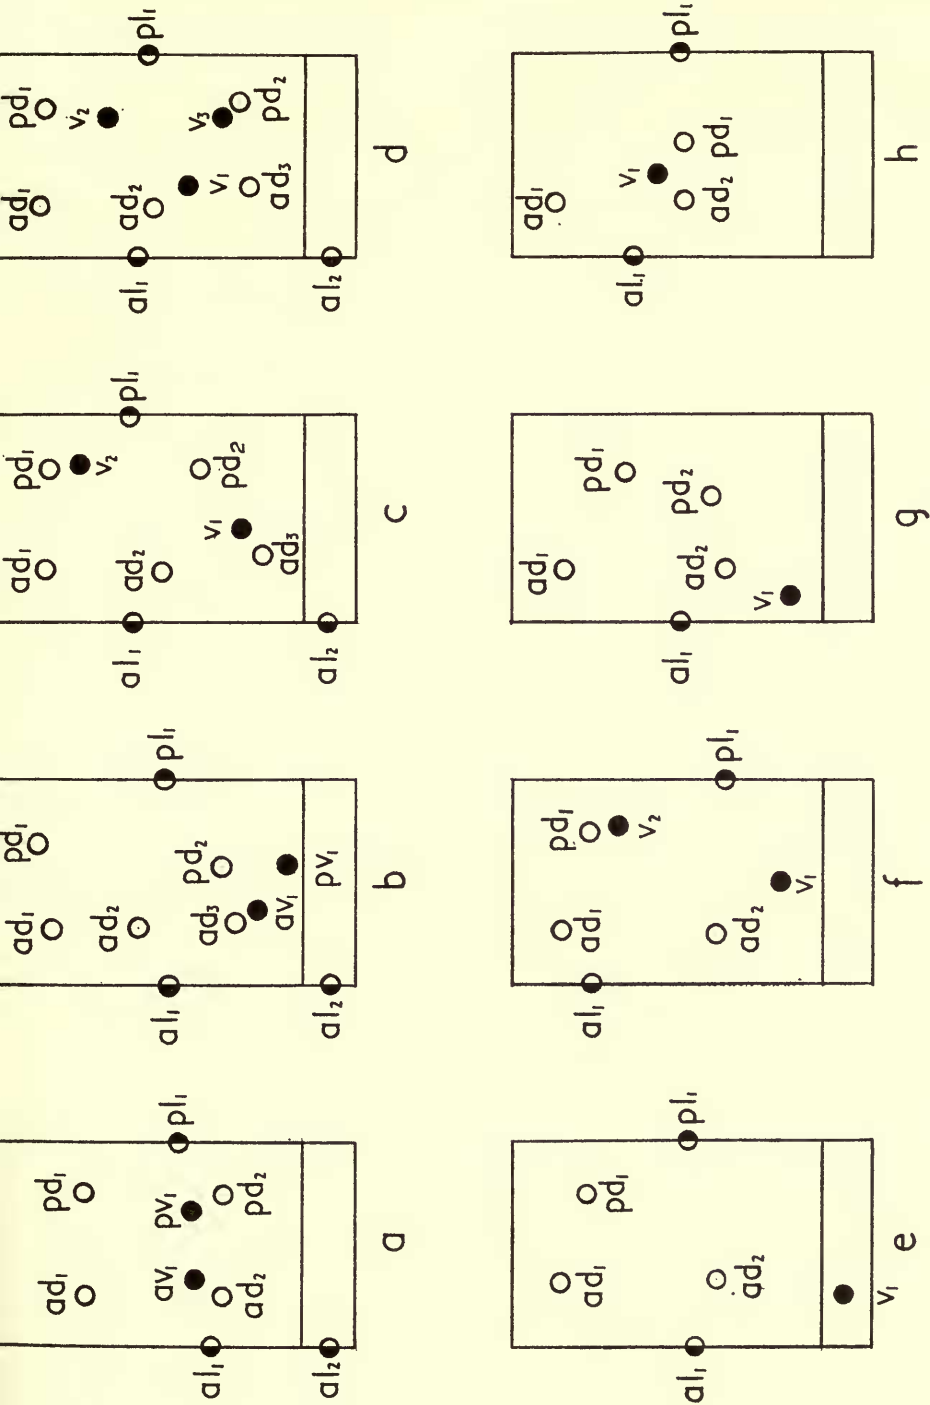 ad₁
pd₁
av₁
pv₁
pl₁
al₁
ad₂
pd₂
al₂
a
ad₁
pd₁
ad₂
pl₁
al₁
ad₃
pd₂
av₁
al₂
pv₁
b
ad₁
pd₁
v₂
pl₁
al₁
ad₂
pd₂
v₁
ad₃
al₂
c
ad₁
pd₁
v₂
pl₁
al₁
ad₂
v₁
v₃
pd₂
ad₃
al₂
d
ad₁
pd₁
pl₁
al₁
ad₂
v₁
e
al₁
ad₁
pd₁
v₂
pl₁
ad₂
v₁
f
ad₁
pd₁
al₁
pd₂
ad₂
v₁
g
ad₁
al₁
v₁
pl₁
ad₂
pd₁
h